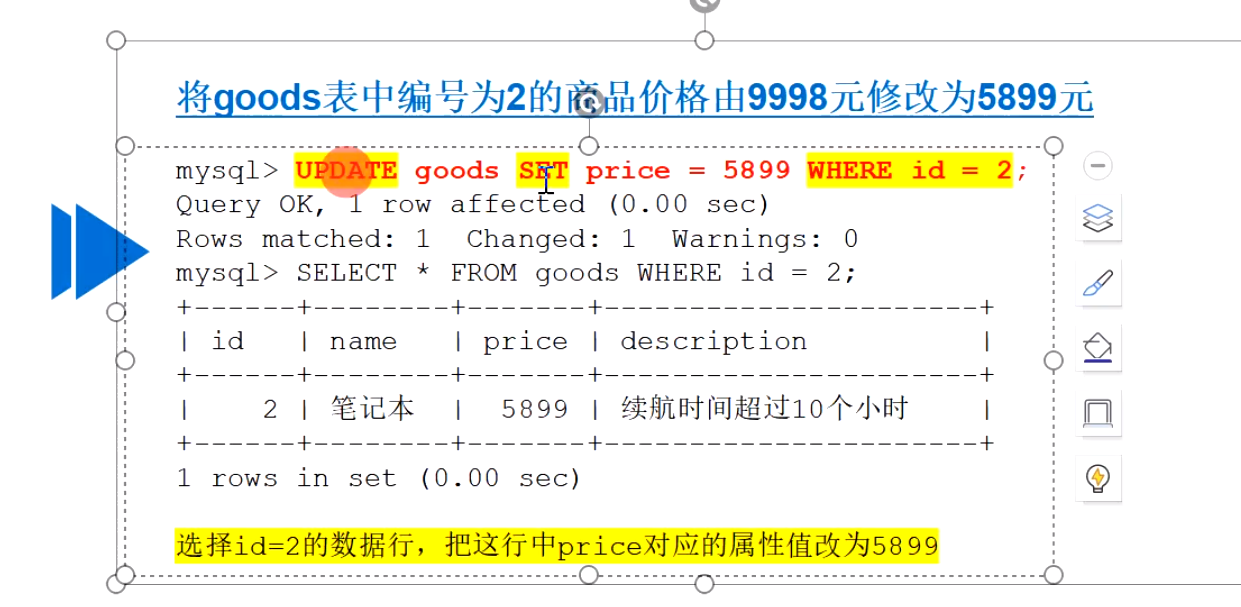 将goods表中编号为2的商品价格由9998元修改为5899元
mysql> UPDATE goods SET price = 5899 WHERE id = 2;
Query OK, 1 row affected (0.00 sec)
Rows matched: 1  Changed: 1  Warnings: 0
mysql> SELECT * FROM goods WHERE id = 2;
+------+--------+-------+----------------------+
| id   | name   | price | description          |
+------+--------+-------+----------------------+
|    2 | 笔记本  |  5899 | 续航时间超过10个小时    |
+------+--------+-------+----------------------+
1 rows in set (0.00 sec)
选择id=2的数据行，把这行中price对应的属性值改为5899